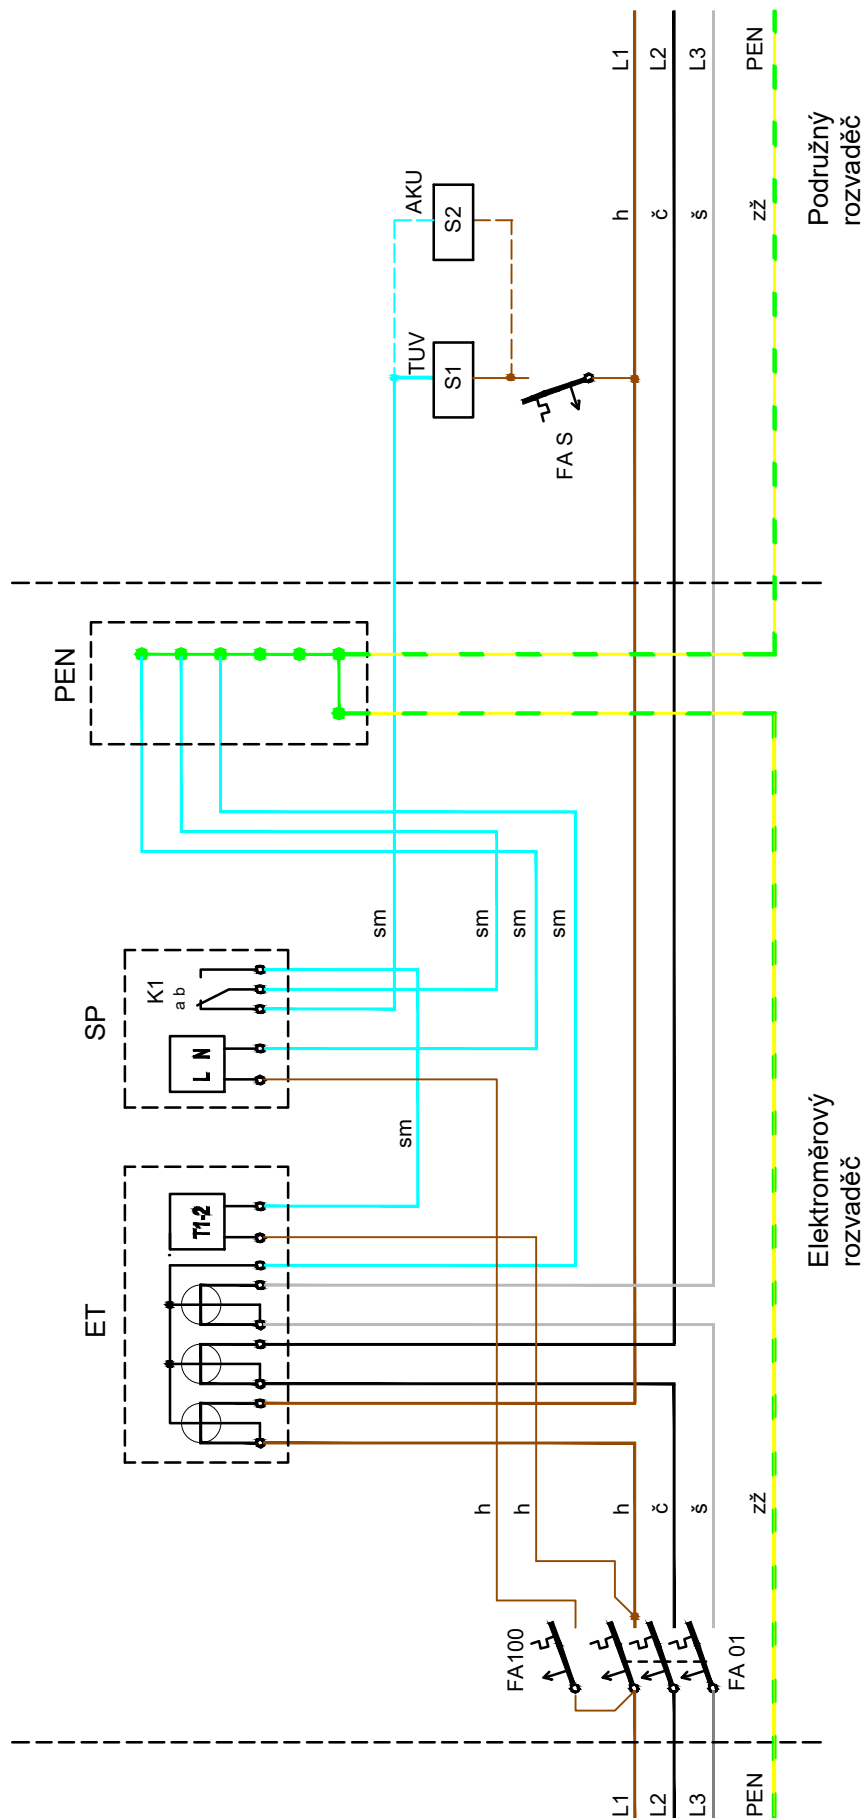 L1
L2
L3
PEN
Podružný
rozvaděč
h
č
š
zž
AKU
S2
TUV
S1
FA S
PEN
sm
sm
sm
sm
SP
K1
a b
L N
sm
ET
T1-2
Elektroměrový
rozvaděč
h
h
h
č
š
zž
FA100
FA 01
L1
L2
L3
PEN